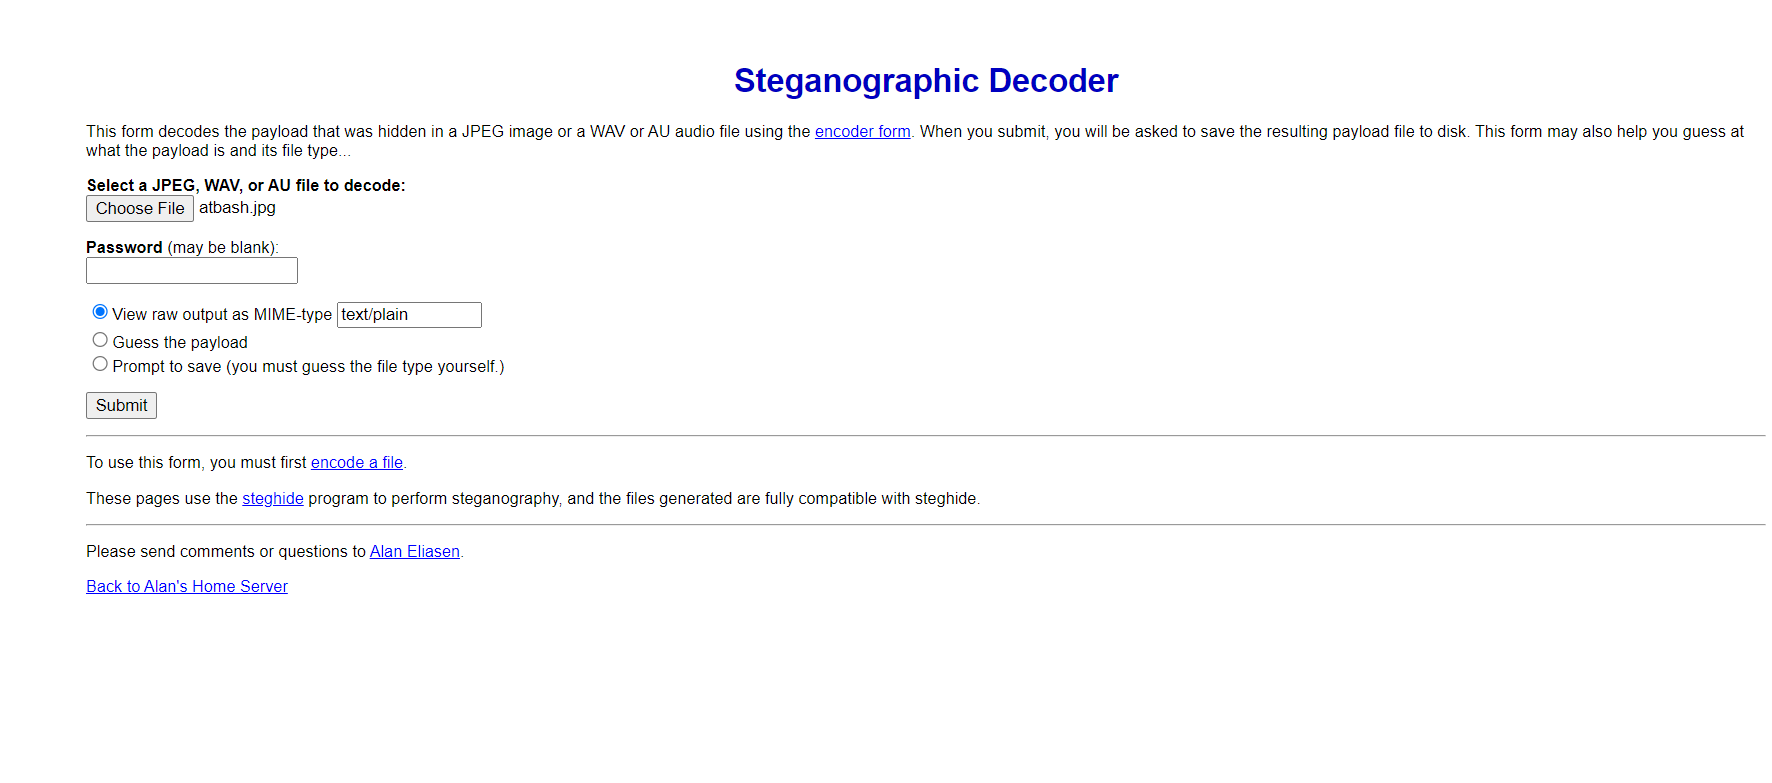 Steganographic Decoder
This form decodes the payload that was hidden in a JPEG image or a WAV or AU audio file using the encoder form. When you submit, you will be asked to save the resulting payload file to disk. This form may also help you guess at
what the payload is and its file type...
Select a JPEG, WAV, or AU file to decode:
Choose File atbash.jpg
Password (may be blank):
View raw output as MIME-type text/plain
Guess the payload
Prompt to save (you must guess the file type yourself.)
Submit
To use this form, you must first encode a file.
These pages use the steghide program to perform steganography, and the files generated are fully compatible with steghide.
Please send comments or questions to Alan Eliasen.
Back to Alan's Home Server